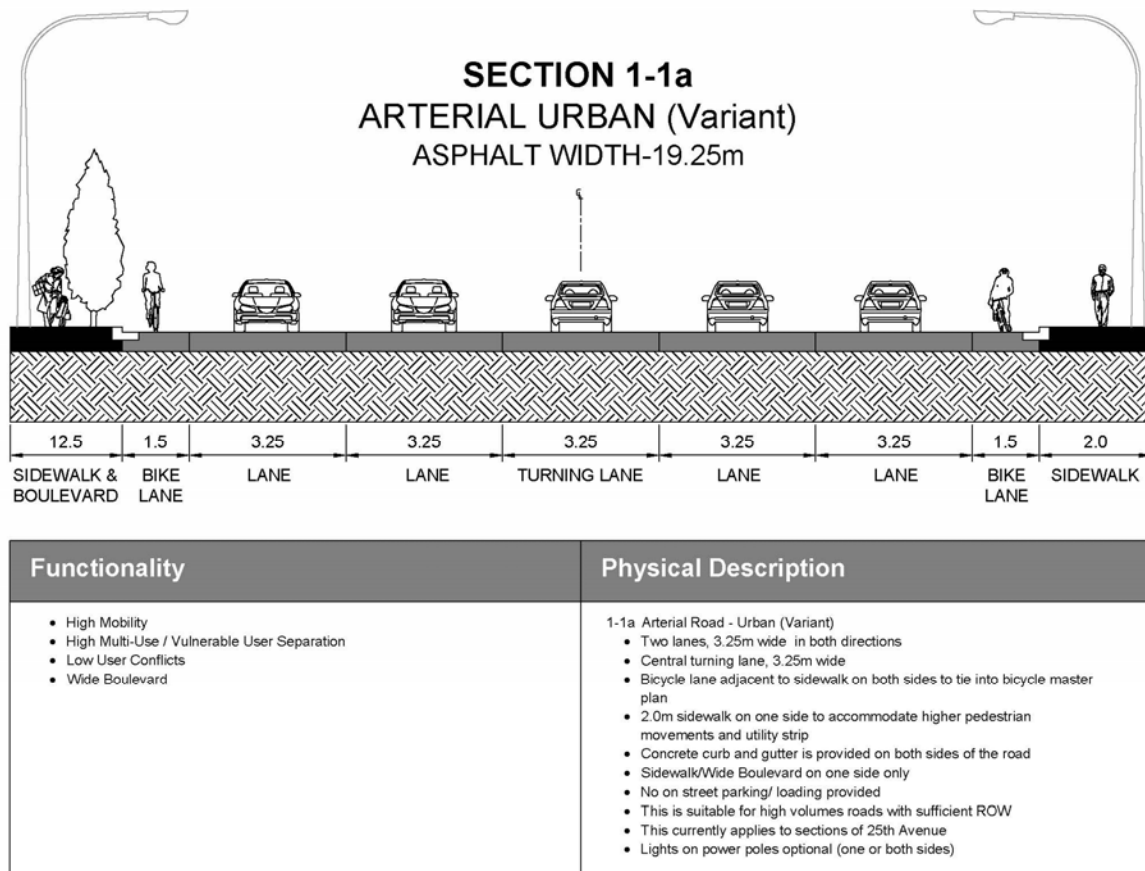 SECTION 1-1a
ARTERIAL URBAN (Variant)
ASPHALT WIDTH-19.25m
℄
12.5 1.5 3.25 3.25 3.25 3.25 3.25 1.5 2.0
SIDEWALK & BIKE LANE LANE TURNING LANE LANE LANE BIKE SIDEWALK
BOULEVARD LANE LANE
Functionality
• High Mobility
• High Multi-Use / Vulnerable User Separation
• Low User Conflicts
• Wide Boulevard
Physical Description
1-1a Arterial Road - Urban (Variant)
• Two lanes, 3.25m wide in both directions
• Central turning lane, 3.25m wide
• Bicycle lane adjacent to sidewalk on both sides to tie into bicycle master
plan
• 2.0m sidewalk on one side to accommodate higher pedestrian
movements and utility strip
• Concrete curb and gutter is provided on both sides of the road
• Sidewalk/Wide Boulevard on one side only
• No on street parking/ loading provided
• This is suitable for high volumes roads with sufficient ROW
• This currently applies to sections of 25th Avenue
• Lights on power poles optional (one or both sides)